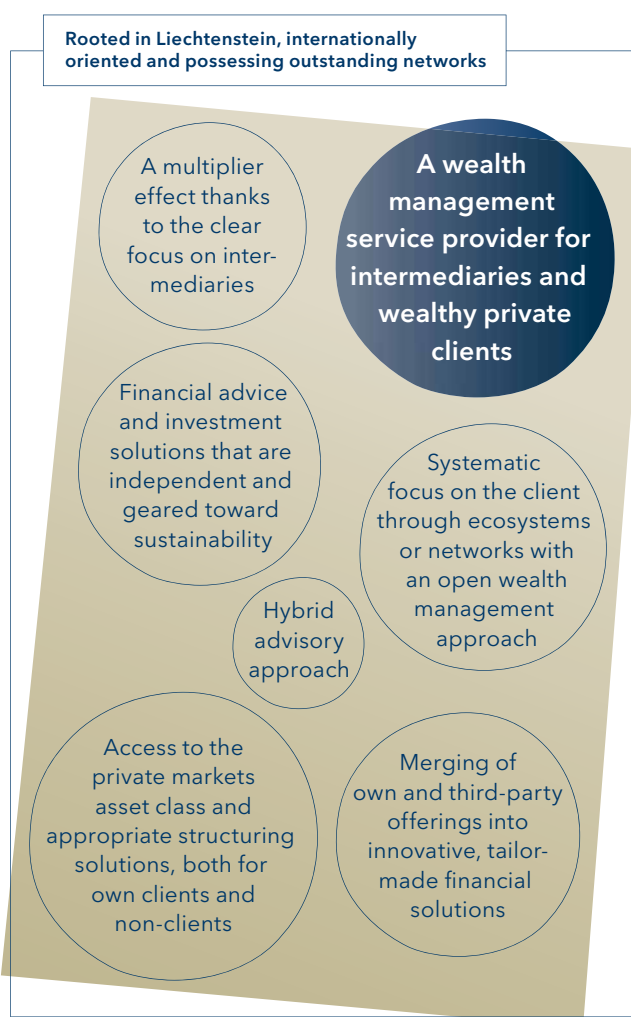 Rooted in Liechtenstein, internationally
oriented and possessing outstanding networks
A multiplier
effect thanks
to the clear
focus on inter-
mediaries
A wealth
management
service provider for
intermediaries and
wealthy private
clients
Financial advice
and investment
solutions that are
independent and
geared toward
sustainability
Systematic
focus on the client
through ecosystems
or networks with
an open wealth
management
approach
Hybrid
advisory
approach
Access to the
private markets
asset class and
appropriate structuring
solutions, both for
own clients and
non-clients
Merging of
own and third-party
offerings into
innovative, tailor-
made financial
solutions